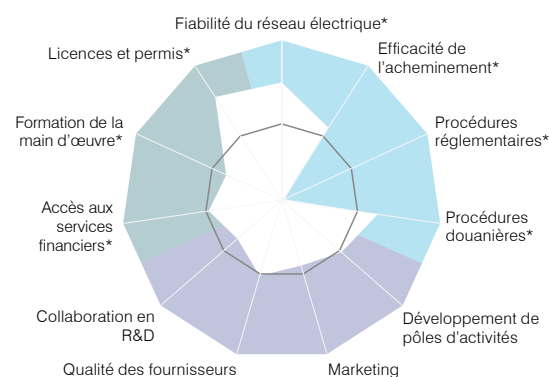 Fiabilité du réseau électrique*
Efficacité de
l’acheminement*
Licences et permis*
Procédures
réglementaires*
Formation de la
main d’œuvre*
Accès aux
services
financiers*
Procédures
douanières*
Collaboration en
R&D
Développement de
pôles d’activités
Qualité des fournisseurs
Marketing